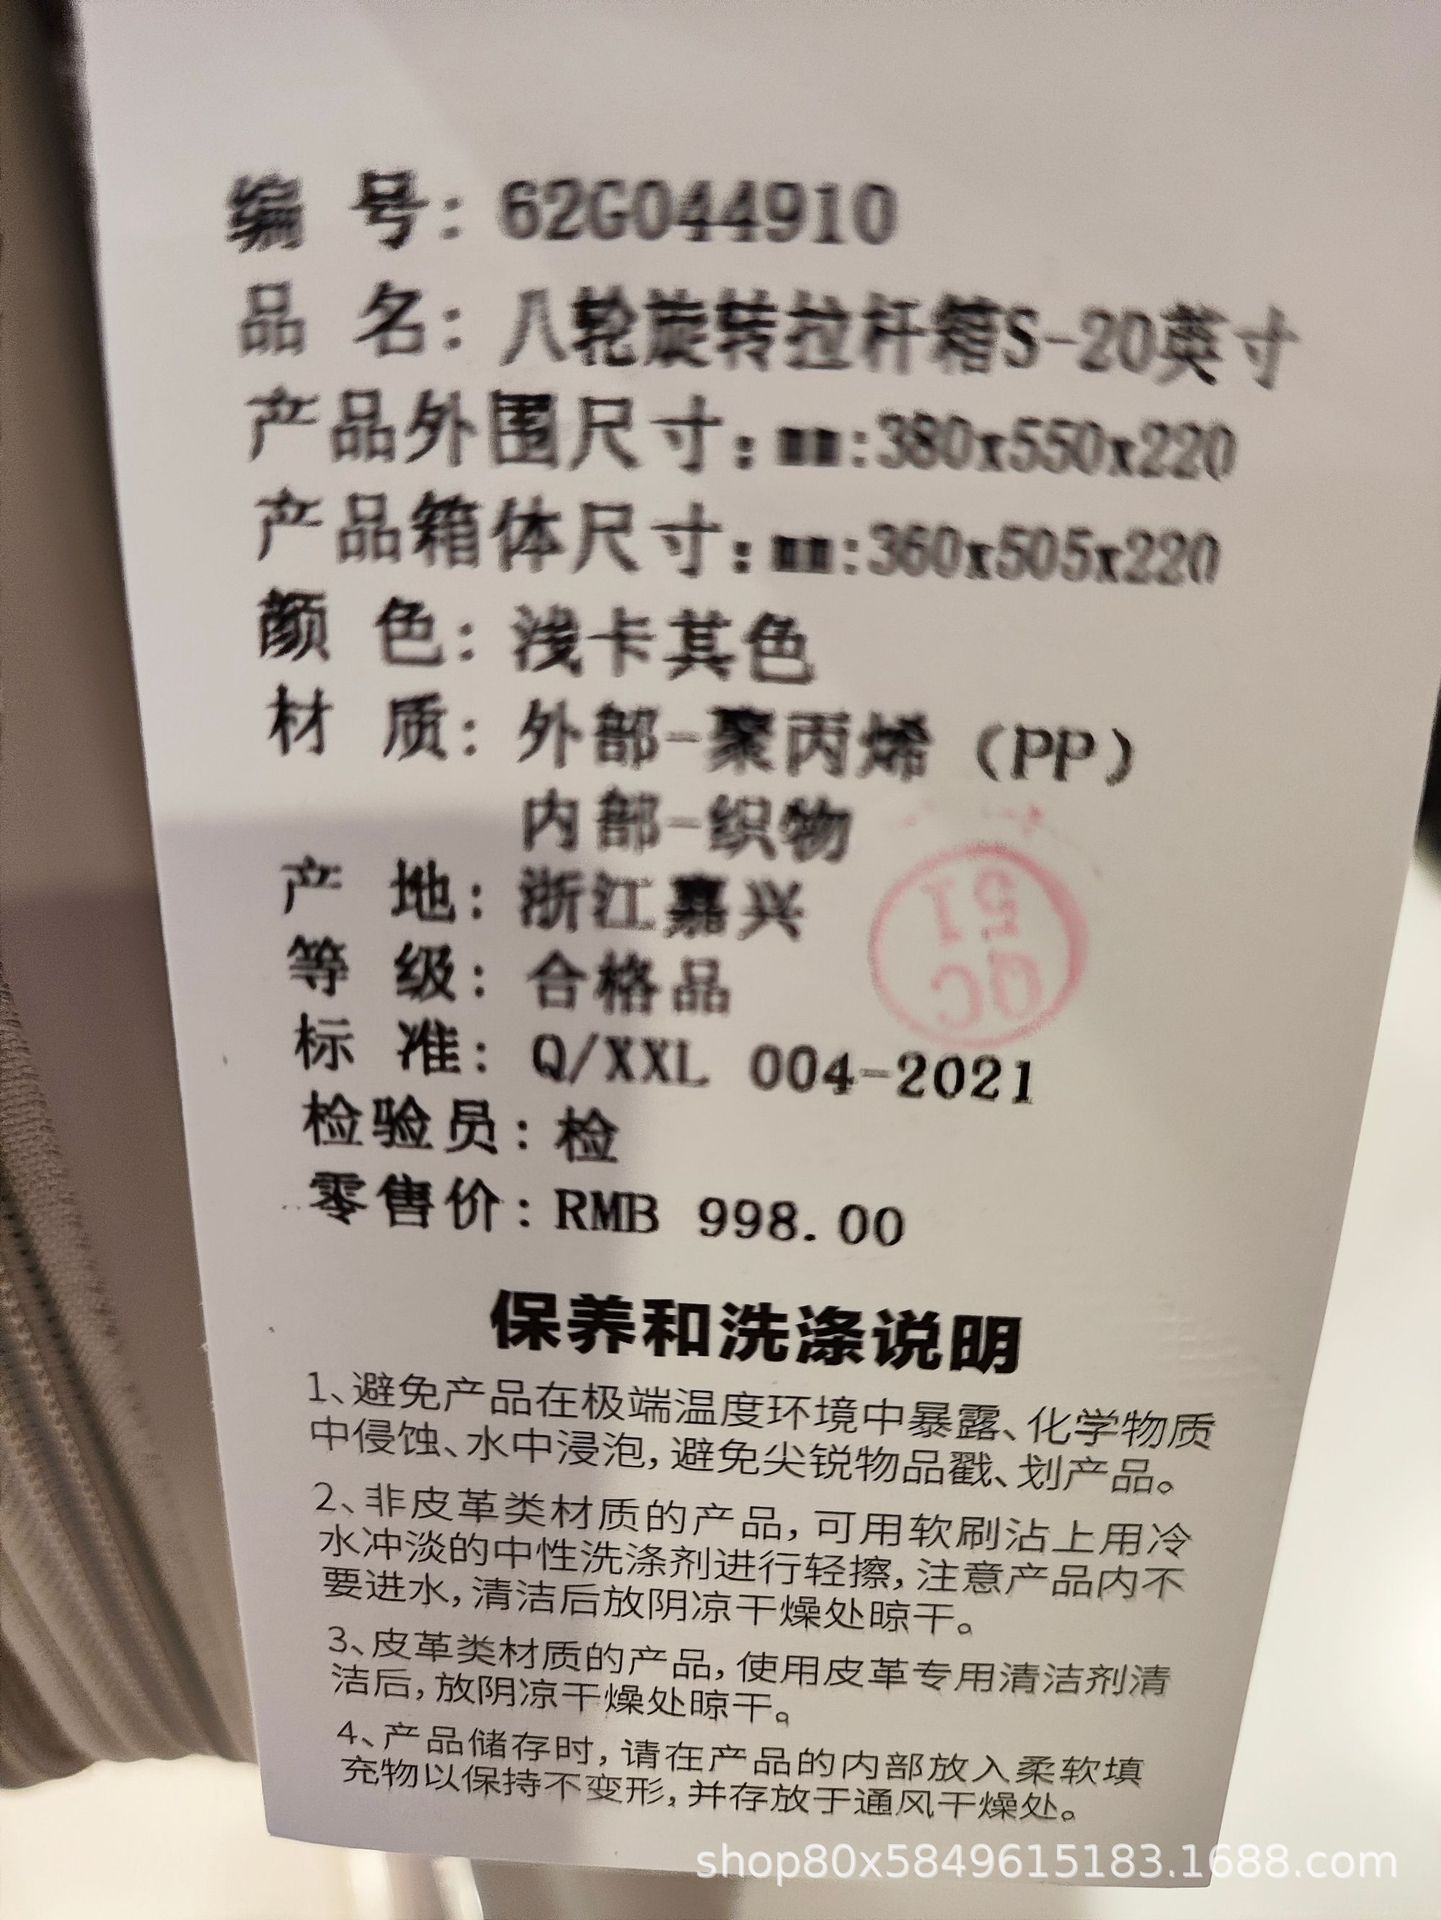 编 号: 62G044910
品 名: 八轮旋转拉杆箱S-20英寸
产品外围尺寸: mm:380x550x220
产品箱体尺寸: mm:360x505x220
颜 色: 浅卡其色
材 质: 外部-聚丙烯 (PP)
内部-织物
产 地: 浙江嘉兴
QC
51
等 级: 合格品
标 准: Q/XXL 004-2021
检验员: 检
零售价: RMB 998.00
保养和洗涤说明
1、避免产品在极端温度环境中暴露、化学物质
中侵蚀、水中浸泡,避免尖锐物品戳、划产品。
2、非皮革类材质的产品,可用软刷沾上用冷
水冲淡的中性洗涤剂进行轻擦,注意产品内不
要进水,清洁后放阴凉干燥处晾干。
3、皮革类材质的产品,使用皮革专用清洁剂清
洁后,放阴凉干燥处晾干。
4、产品储存时,请在产品的内部放入柔软填
充物以保持不变形,并存放于通风干燥处。
shop80x5849615183.1688.com